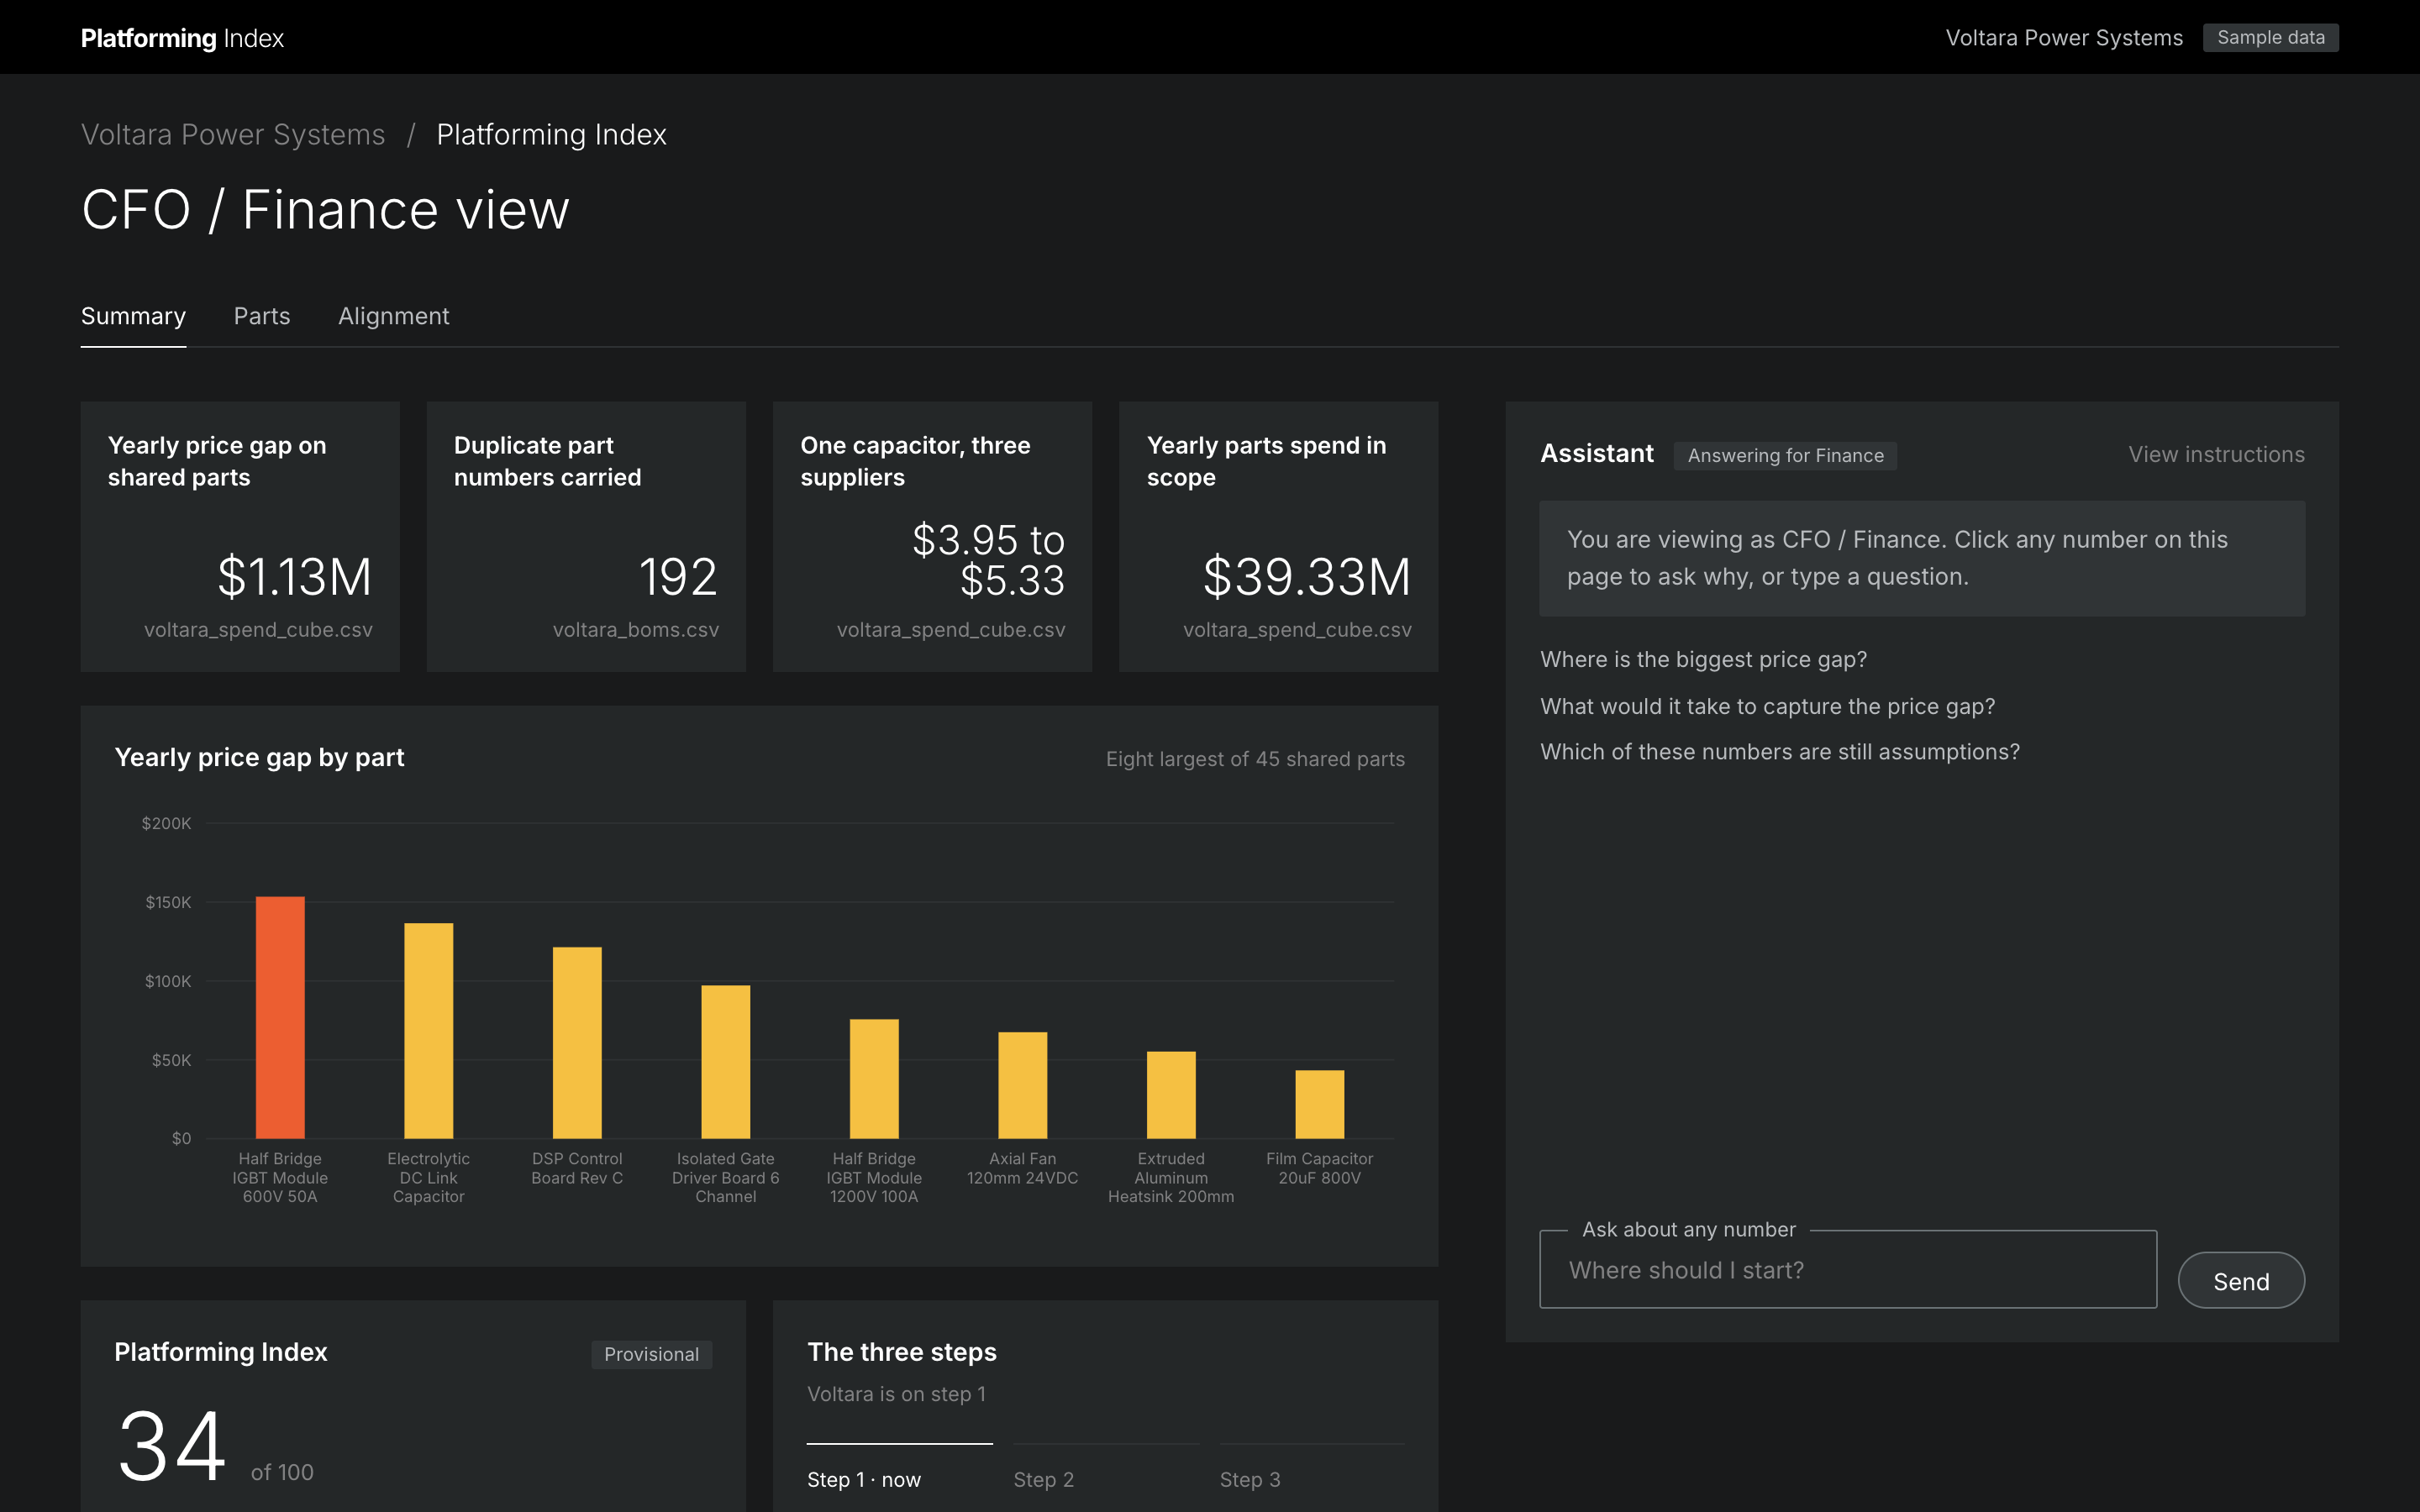 Platforming Index
Voltara Power Systems
Sample data
Voltara Power Systems / Platforming Index
CFO / Finance view
Summary
Parts
Alignment
Yearly price gap on
shared parts
$1.13M
voltara_spend_cube.csv
Duplicate part
numbers carried
192
voltara_boms.csv
One capacitor, three
suppliers
$3.95 to
$5.33
voltara_spend_cube.csv
Yearly parts spend in
scope
$39.33M
voltara_spend_cube.csv
Yearly price gap by part
Eight largest of 45 shared parts
$200K
$150K
$100K
$50K
$0
Half Bridge
IGBT Module
600V 50A
Electrolytic
DC Link
Capacitor
DSP Control
Board Rev C
Isolated Gate
Driver Board 6
Channel
Half Bridge
IGBT Module
1200V 100A
Axial Fan
120mm 24VDC
Extruded
Aluminum
Heatsink 200mm
Film Capacitor
20uF 800V
Platforming Index
Provisional
34 of 100
The three steps
Voltara is on step 1
Step 1 · now
Step 2
Step 3
Assistant
Answering for Finance
View instructions
You are viewing as CFO / Finance. Click any number on this
page to ask why, or type a question.
Where is the biggest price gap?
What would it take to capture the price gap?
Which of these numbers are still assumptions?
Ask about any number
Where should I start?
Send